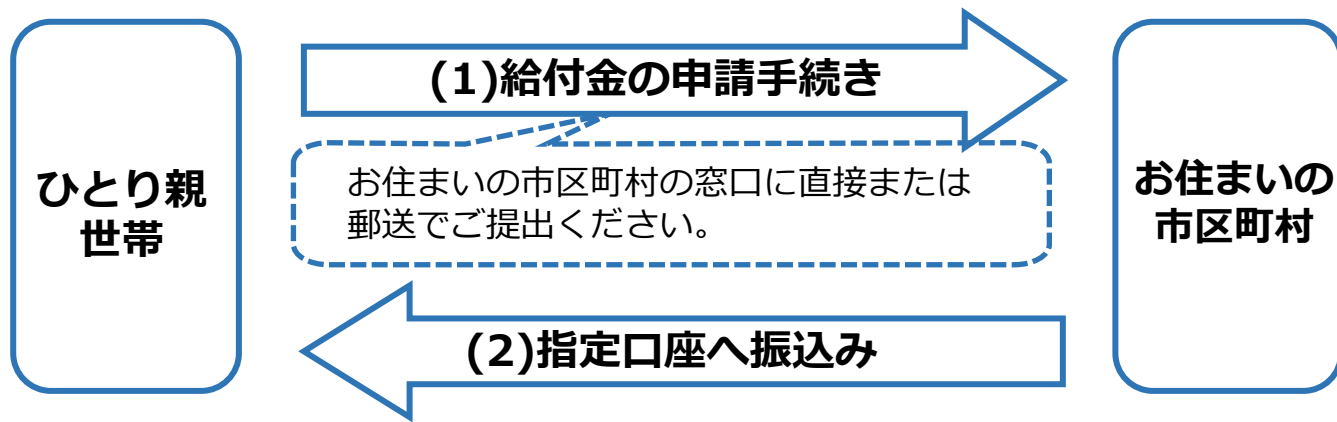 (1)給付金の申請手続き
ひとり親
世帯
お住まいの市区町村の窓口に直接または
郵送でご提出ください。
お住まいの
市区町村
(2)指定口座へ振込み